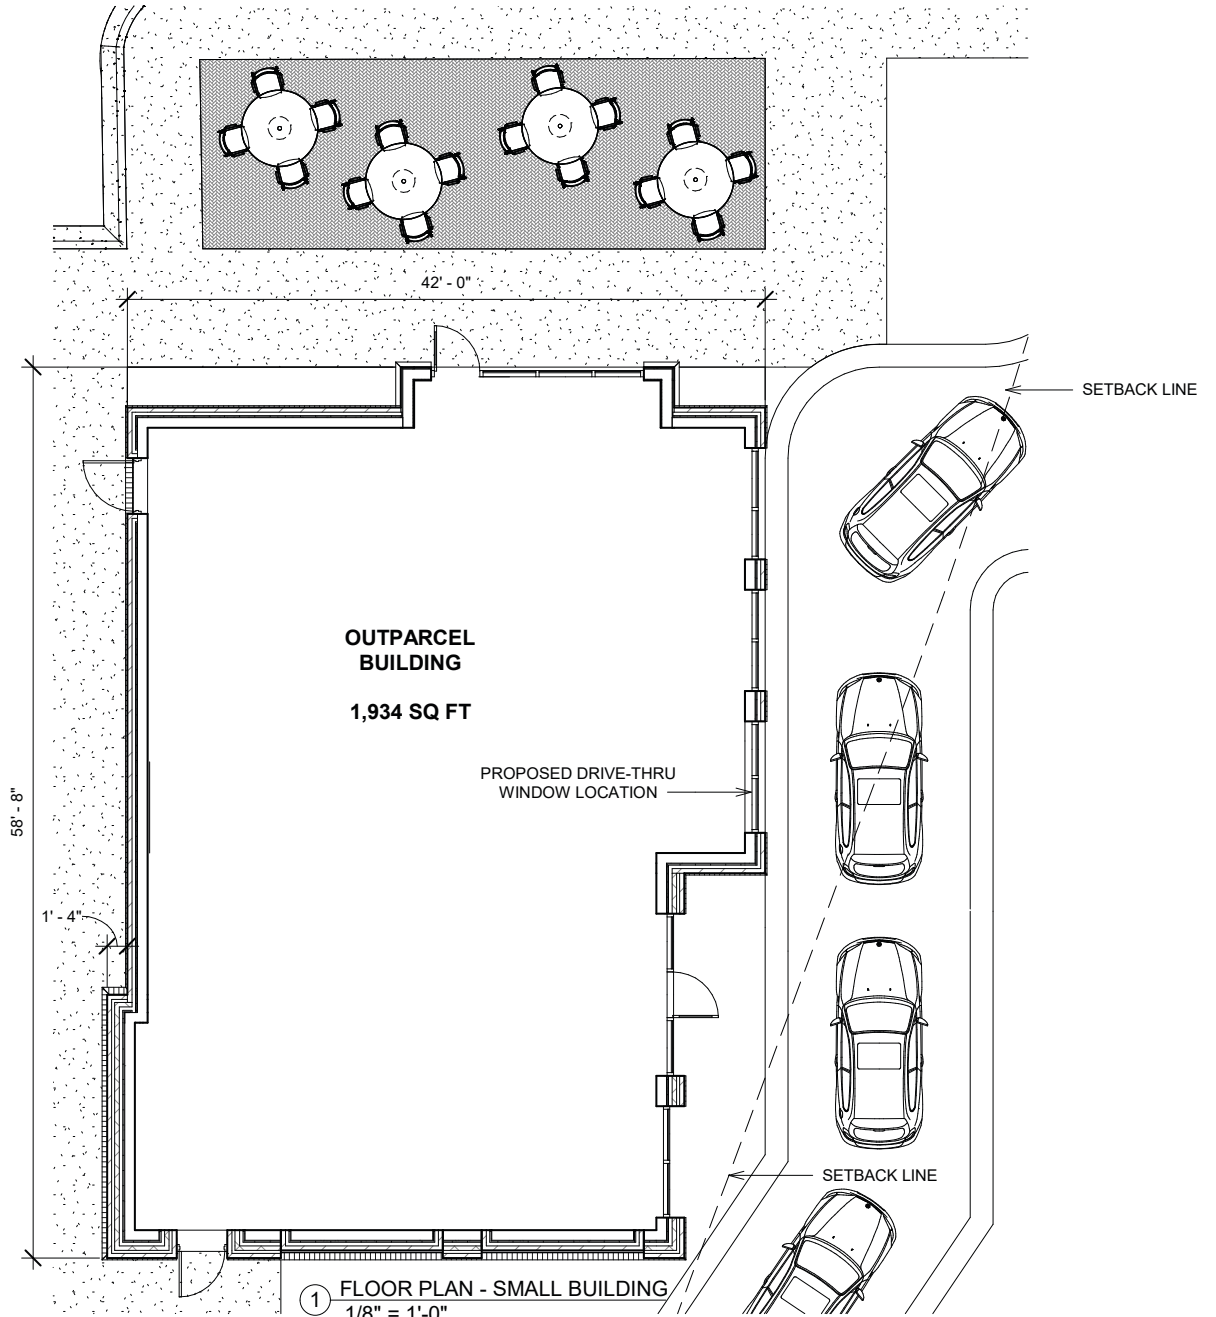 42' - 0"
SETBACK LINE
OUTPARCEL
BUILDING
1,934 SQ FT
PROPOSED DRIVE-THRU
WINDOW LOCATION
58' - 8"
1' - 4"
SETBACK LINE
1 FLOOR PLAN - SMALL BUILDING
1/8" = 1'-0"